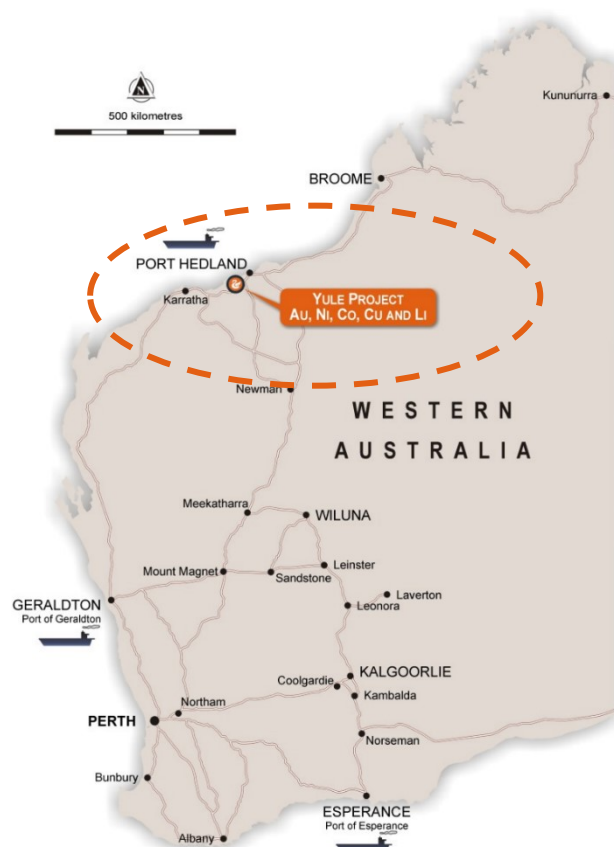 N
500 kilometres
Kununurra
BROOME
PORT HEDLAND
Karratha
YULE PROJECT
AU, NI, CO, CU AND LI
Newman
WESTERN
AUSTRALIA
Meekatharra
WILUNA
Mount Magnet
Sandstone
Leinster
Laverton
Leonora
GERALDTON
Port of Geraldton
KALGOORLIE
Coolgardie
Kambalda
Northam
PERTH
Norseman
Bunbury
ESPERANCE
Port of Esperance
Albany